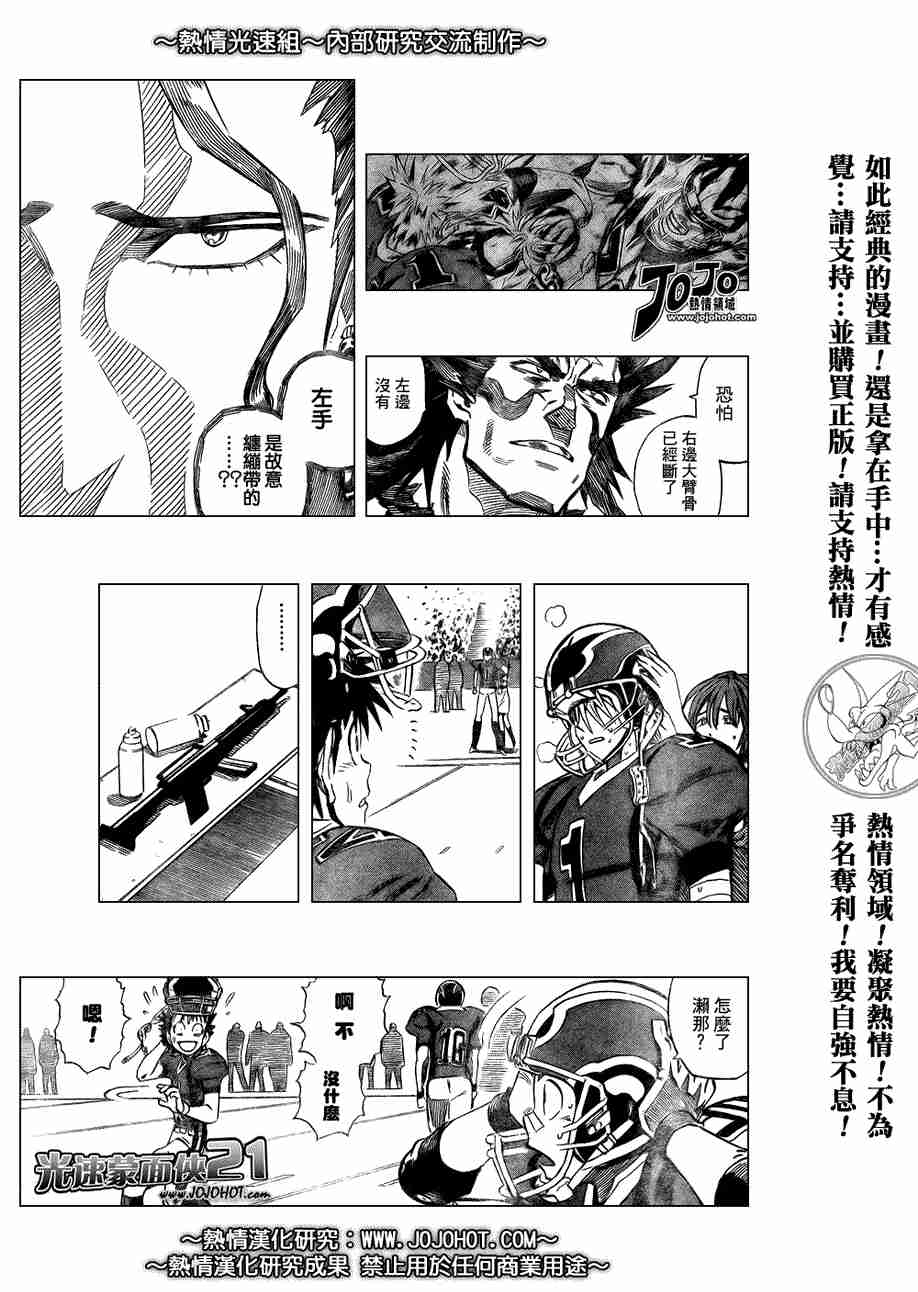 ～熱情光速組～內部研究交流制作～
如此經典的漫畫！還是拿在手中…才有感
覺…請支持…並購買正版！請支持熱情！
熱情領域！凝聚熱情！不為
爭名奪利！我要自強不息！
1
JOJO
熱情領域
www.jojohot.com
恐怕
右邊大臂骨
已經斷了
左邊
沒有
左手
是故意
纏繃帶的
……??
1
………
怎麼了
瀨那？
16
啊 不
沒什麼
嗯！
光速蒙面俠21
WWW.JOJOHOT.COM
～熱情漢化研究：WWW.JOJOHOT.COM～
～熱情漢化研究成果 禁止用於任何商業用途～